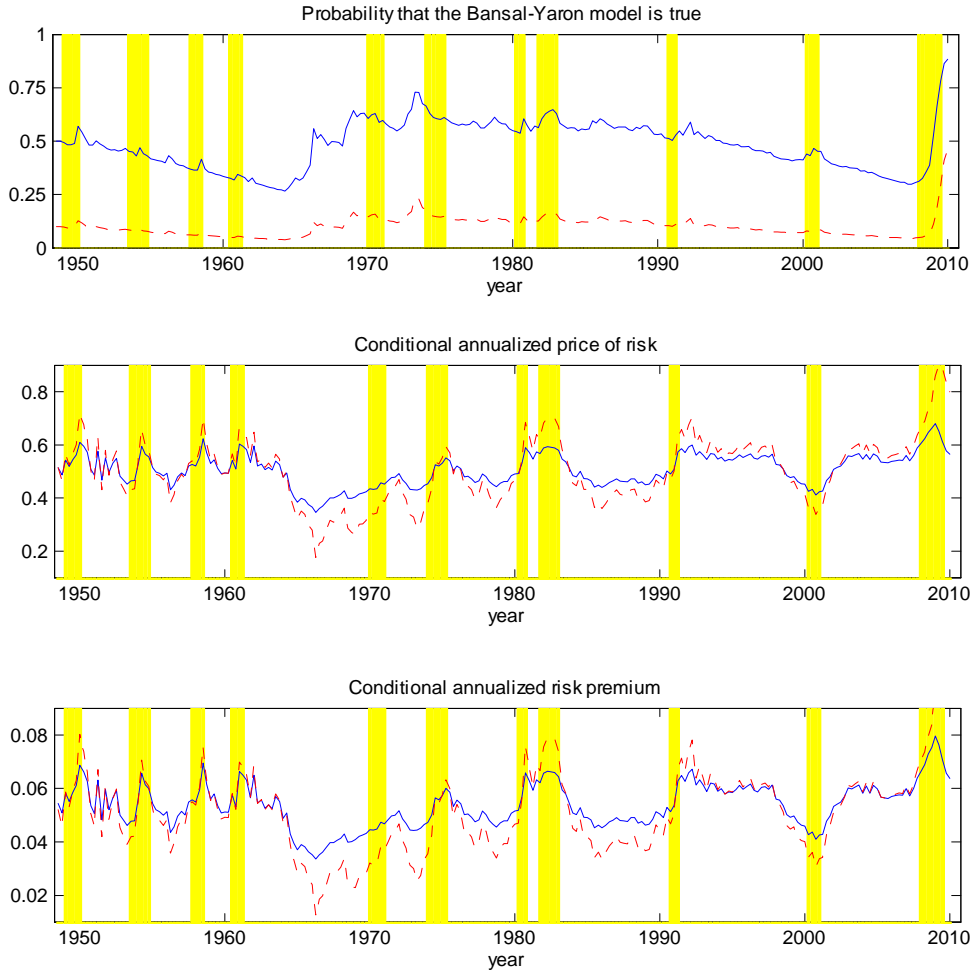 Probability that the Bansal-Yaron model is true
1
0.75
0.5
0.25
0
1950 1960 1970 1980 1990 2000 2010
year
Conditional annualized price of risk
0.8
0.6
0.4
0.2
1950 1960 1970 1980 1990 2000 2010
year
Conditional annualized risk premium
0.08
0.06
0.04
0.02
1950 1960 1970 1980 1990 2000 2010
year